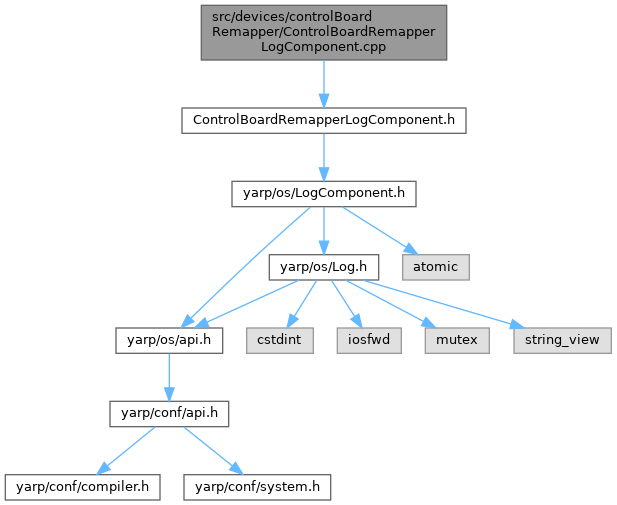 src/devices/controlBoard
Remapper/ControlBoardRemapper
LogComponent.cpp
ControlBoardRemapperLogComponent.h
yarp/os/LogComponent.h
yarp/os/Log.h
atomic
yarp/os/api.h
cstdint
iosfwd
mutex
string_view
yarp/conf/api.h
yarp/conf/compiler.h
yarp/conf/system.h